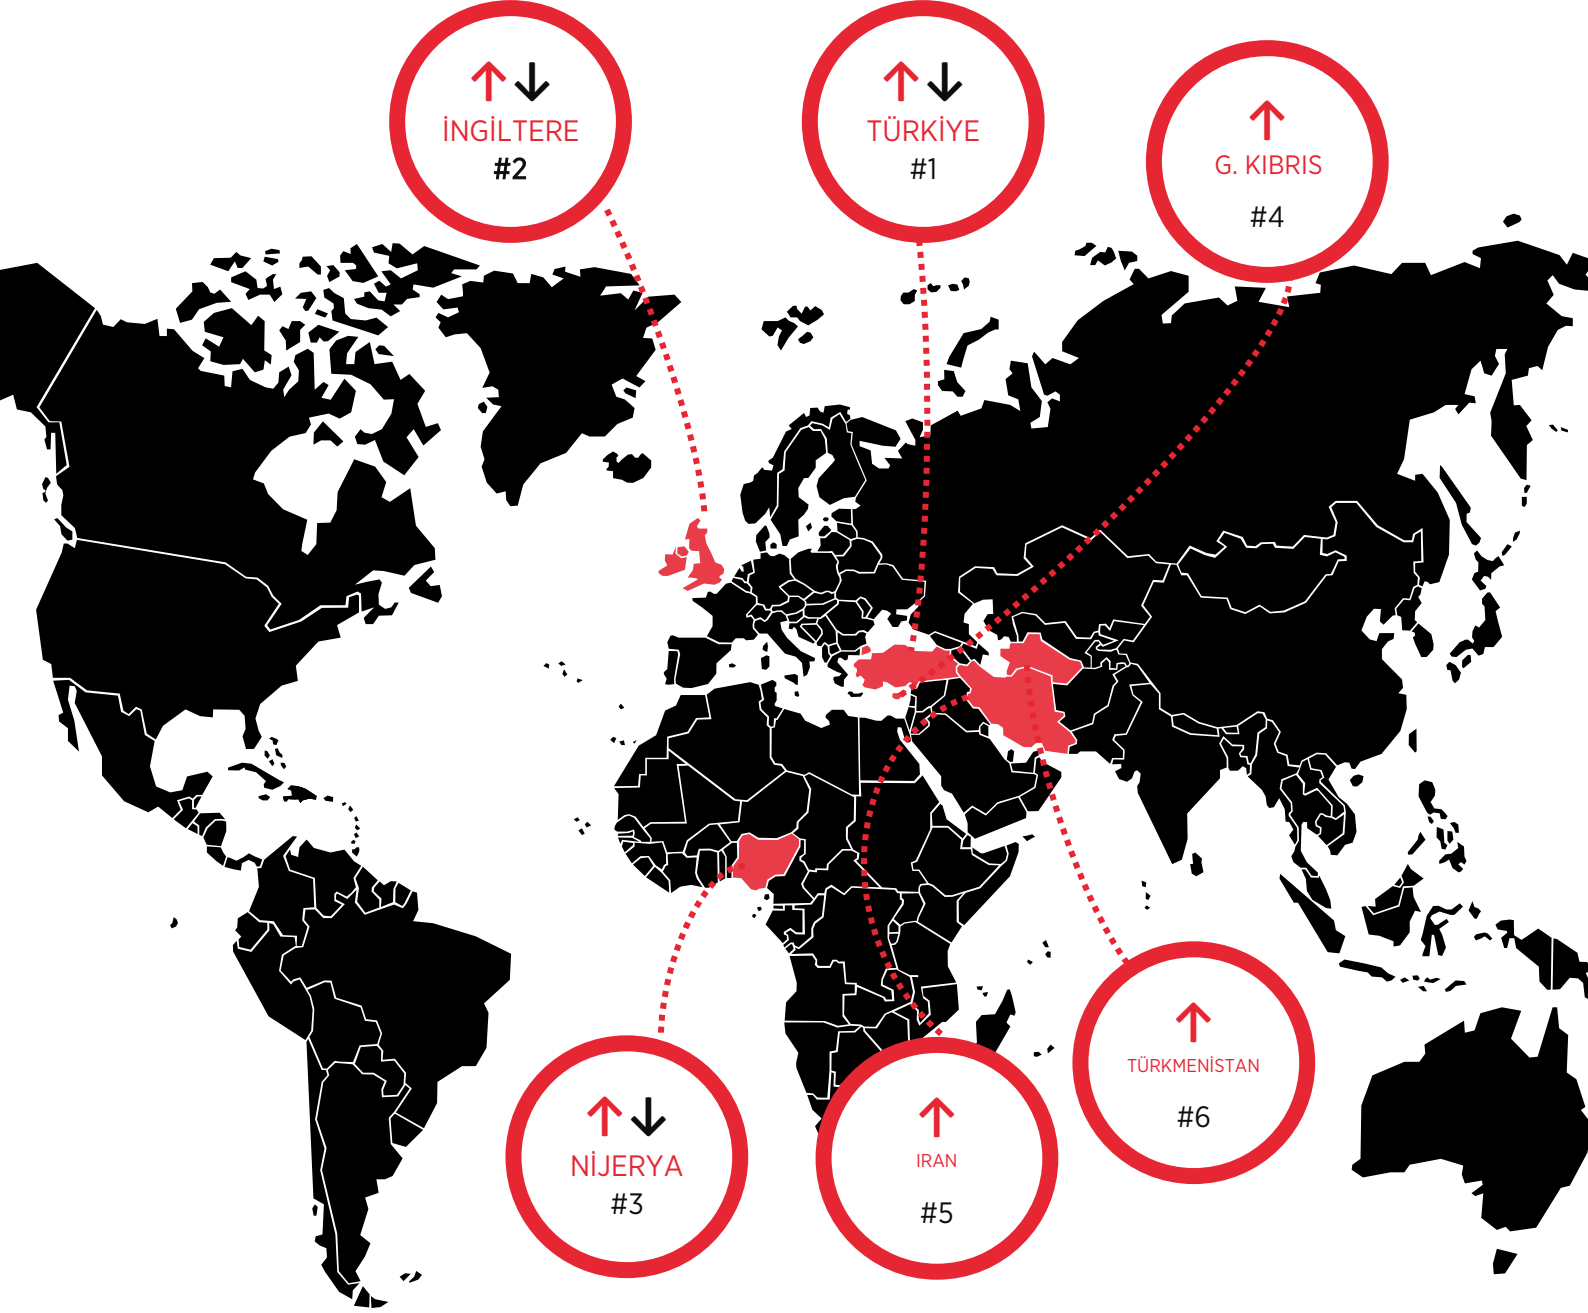 İNGİLTERE
#2
TÜRKİYE
#1
G. KIBRIS
#4
NİJERYA
#3
IRAN
#5
TÜRKMENİSTAN
#6